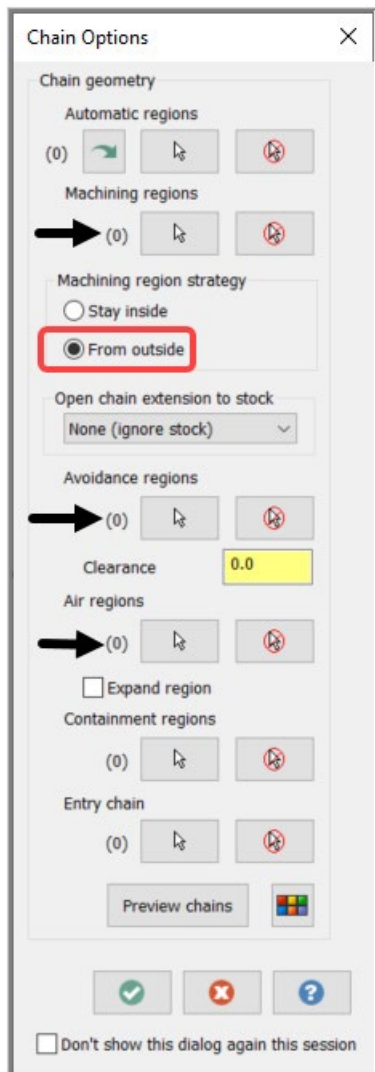 Chain Options
Chain geometry
Automatic regions
(0)
Machining regions
(0)
Machining region strategy
Stay inside
From outside
Open chain extension to stock
None (ignore stock)
Avoidance regions
(0)
Clearance 0.0
Air regions
(0)
Expand region
Containment regions
(0)
Entry chain
(0)
Preview chains
?
Don't show this dialog again this session